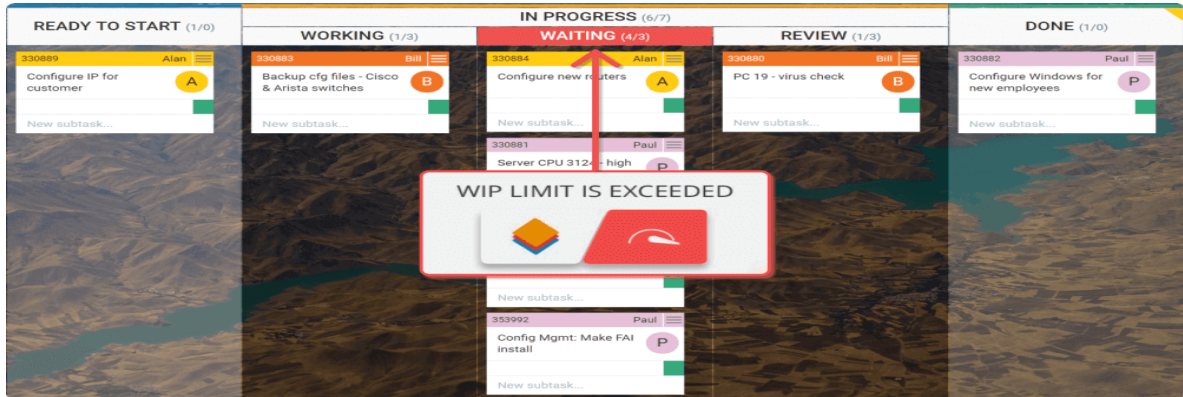 READY TO START (1/0)
IN PROGRESS (6/7)
WORKING (1/3)
WAITING (4/3)
REVIEW (1/3)
DONE (1/0)
330889 Alan
Configure IP for
customer
A
New subtask...
330883 Bill
Backup cfg files - Cisco
& Arista switches
B
New subtask...
330884 Alan
Configure new routers
A
New subtask...
330881 Paul
Server CPU 3124 - high
P
WIP LIMIT IS EXCEEDED
New subtask...
353992 Paul
Config Mgmt: Make FAI
install
P
New subtask...
330880 Bill
PC 19 - virus check
B
New subtask...
330882 Paul
Configure Windows for
new employees
P
New subtask...